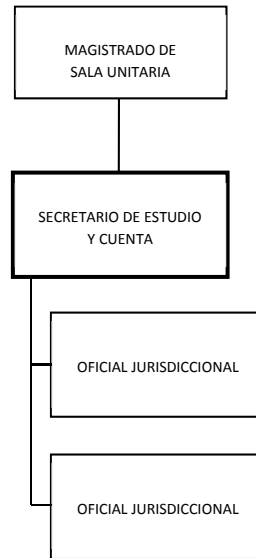 MAGISTRADO DE
SALA UNITARIA
SECRETARIO DE ESTUDIO
Y CUENTA
OFICIAL JURISDICCIONAL
OFICIAL JURISDICCIONAL